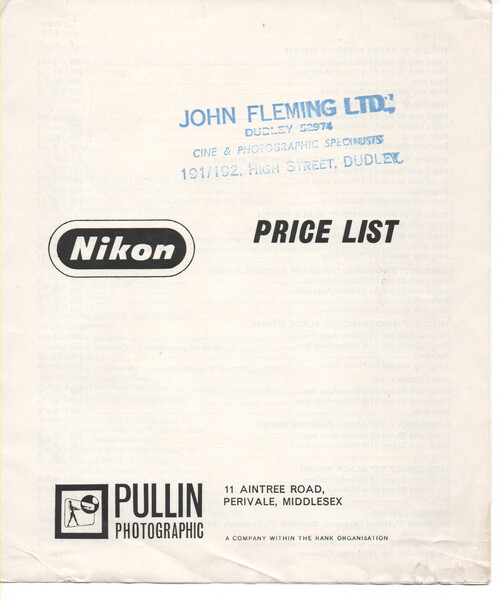 JOHN FLEMING LTD.,
DUDLEY 52974
CINE & PHOTOGRAPHIC SPECIALISTS
191/192, HIGH STREET, DUDLEY.
Nikon
PRICE LIST
PULLIN
PHOTOGRAPHIC
11 AINTREE ROAD,
PERIVALE, MIDDLESEX
A COMPANY WITHIN THE RANK ORGANISATION